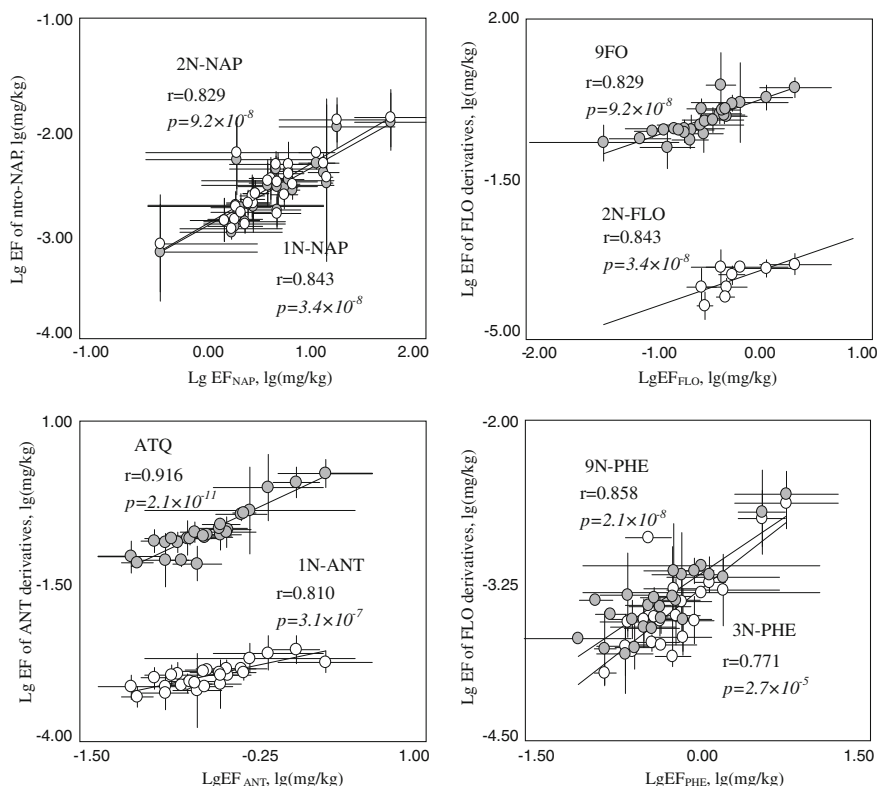 -1.00
2N-NAP
r=0.829
p=9.2×10^-8
-2.00
-3.00
1N-NAP
r=0.843
p=3.4×10^-8
-4.00
-1.00 0.00 1.00 2.00
Lg EF of ntro-NAP, lg(mg/kg)
Lg EF_NAP, lg(mg/kg)
2.00
9FO
r=0.829
p=9.2×10^-8
-1.50
2N-FLO
r=0.843
p=3.4×10^-8
-5.00
-2.00 -1.00 0.00 1.00
Lg EF of FLO derivatives, lg(mg/kg)
LgEF_FLO, lg(mg/kg)
1.00
ATQ
r=0.916
p=2.1×10^-11
-1.50
1N-ANT
r=0.810
p=3.1×10^-7
-4.00
-1.50 -0.25 1.00
Lg EF of ANT derivatives, lg(mg/kg)
LgEF_ANT, lg(mg/kg)
-2.00
9N-PHE
r=0.858
p=2.1×10^-8
-3.25
3N-PHE
r=0.771
p=2.7×10^-5
-4.50
-1.50 0.00 1.50
Lg EF of FLO derivatives, lg(mg/kg)
LgEF_PHE, lg(mg/kg)